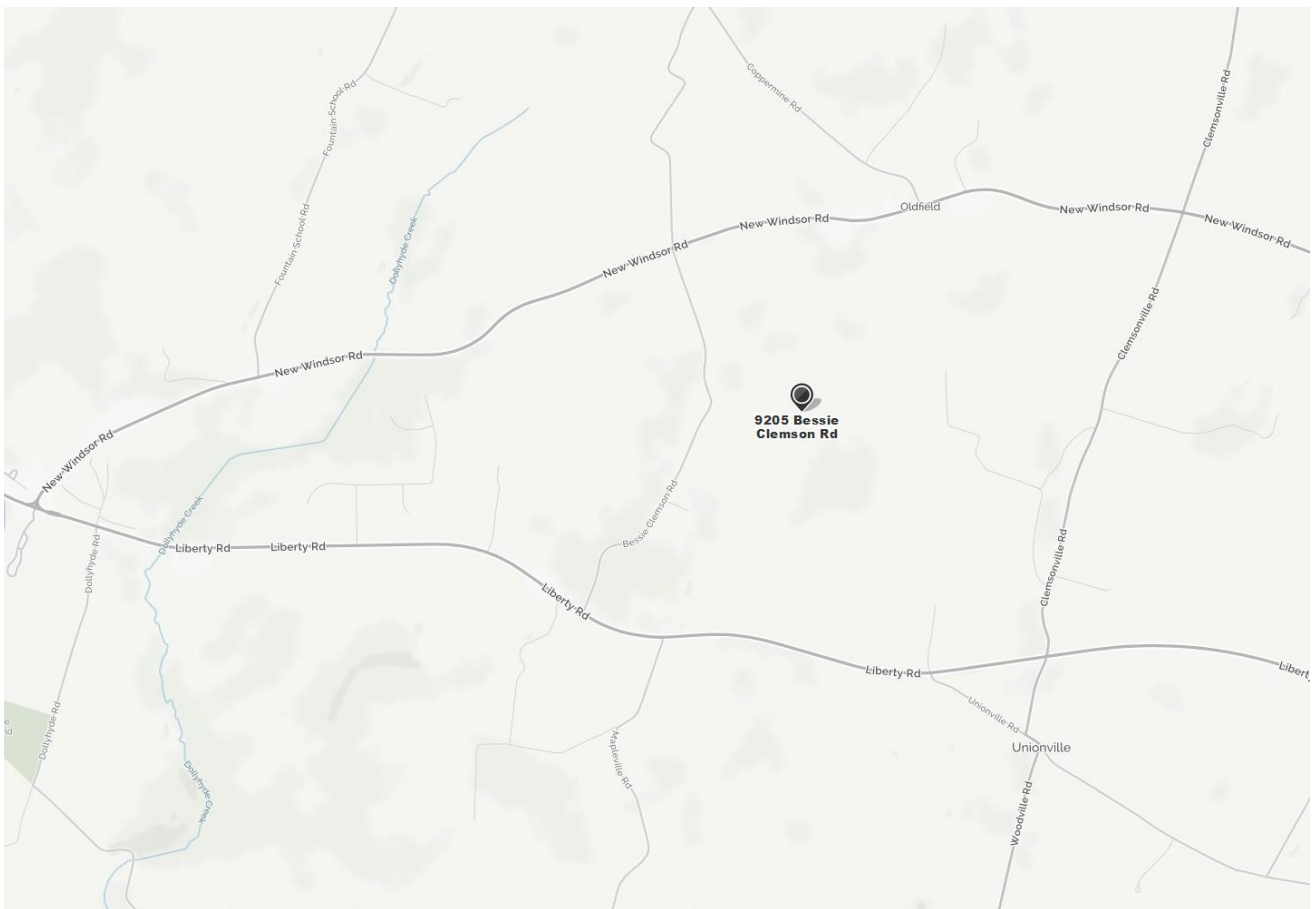 Coppermine Rd
Clemsonville Rd
Fountain School Rd
Oldfield
New Windsor Rd
New Windsor Rd
New Windsor Rd
New Windsor Rd
Fountain School Rd
Dollyhyde Creek
New Windsor Rd
Clemsonville Rd
New Windsor Rd
9205 Bessie
Clemson Rd
New Windsor Rd
Bessie Clemson Rd
Dollyhyde Creek
Liberty Rd
Liberty Rd
Dollyhyde Rd
Clemsonville Rd
Liberty Rd
Liberty Rd
Liberty
Unionville Rd
Dollyhyde Rd
Unionville
Mapleville Rd
Dollyhyde Creek
Woodville Rd